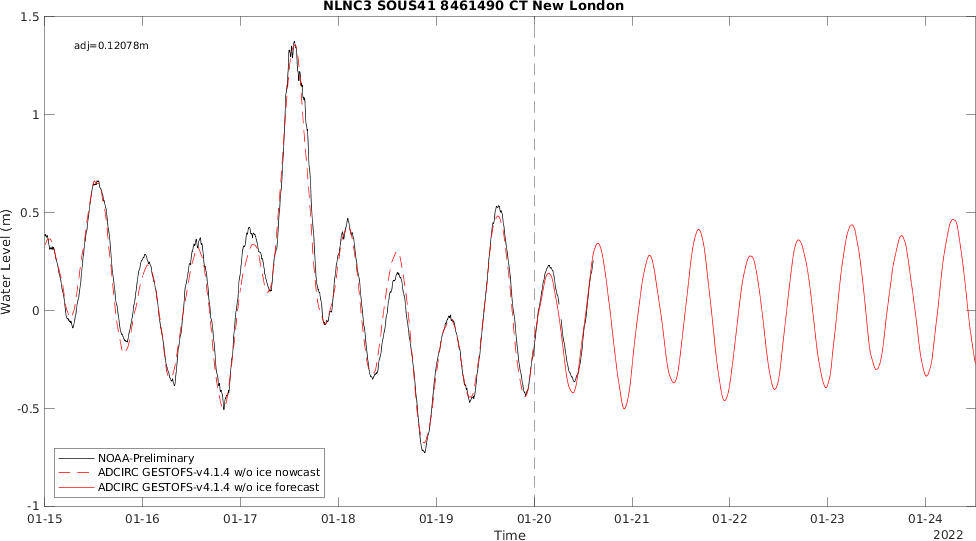 NLNC3 SOUS41 8461490 CT New London
adj=0.12078m
1.5
1
0.5
0
-0.5
-1
Water Level (m)
NOAA-Preliminary
ADCIRC GESTOFS-v4.1.4 w/o ice nowcast
ADCIRC GESTOFS-v4.1.4 w/o ice forecast
01-15 01-16 01-17 01-18 01-19 01-20 01-21 01-22 01-23 01-24
Time
2022